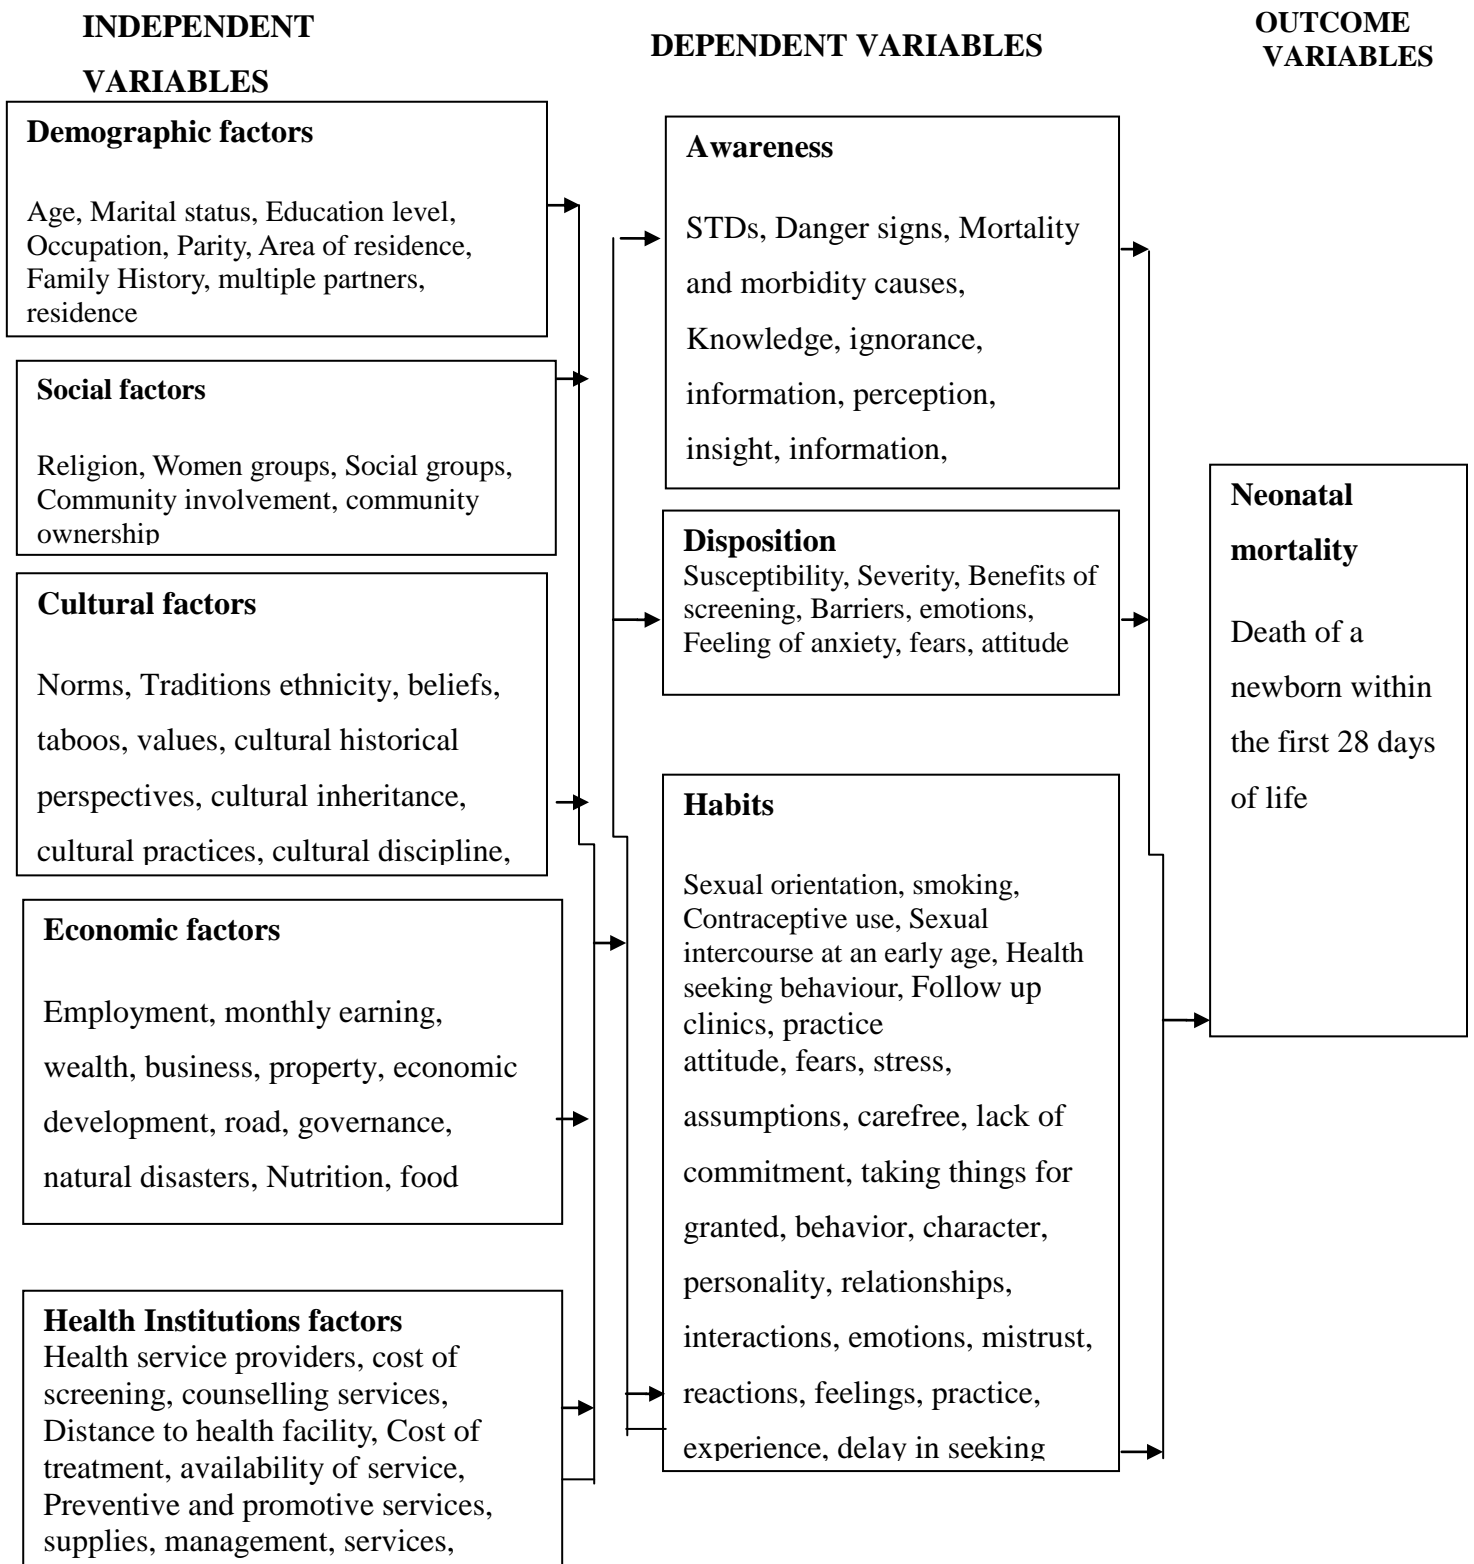 INDEPENDENT
VARIABLES
Demographic factors
Age, Marital status, Education level,
Occupation, Parity, Area of residence,
Family History, multiple partners,
residence
Social factors
Religion, Women groups, Social groups,
Community involvement, community
ownership
Cultural factors
Norms, Traditions ethnicity, beliefs,
taboos, values, cultural historical
perspectives, cultural inheritance,
cultural practices, cultural discipline,
Economic factors
Employment, monthly earning,
wealth, business, property, economic
development, road, governance,
natural disasters, Nutrition, food
Health Institutions factors
Health service providers, cost of
screening, counselling services,
Distance to health facility, Cost of
treatment, availability of service,
Preventive and promotive services,
supplies, management, services,
DEPENDENT VARIABLES
Awareness
STDs, Danger signs, Mortality
and morbidity causes,
Knowledge, ignorance,
information, perception,
insight, information,
Disposition
Susceptibility, Severity, Benefits of
screening, Barriers, emotions,
Feeling of anxiety, fears, attitude
Habits
Sexual orientation, smoking,
Contraceptive use, Sexual
intercourse at an early age, Health
seeking behaviour, Follow up
clinics, practice
attitude, fears, stress,
assumptions, carefree, lack of
commitment, taking things for
granted, behavior, character,
personality, relationships,
interactions, emotions, mistrust,
reactions, feelings, practice,
experience, delay in seeking
OUTCOME
VARIABLES
Neonatal
mortality
Death of a
newborn within
the first 28 days
of life